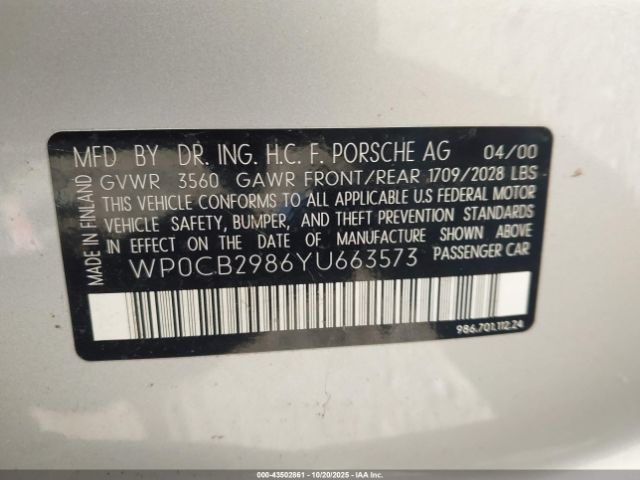 MFD BY DR. ING. H.C. F. PORSCHE AG 04/00
GVWR 3560 GAWR FRONT/REAR 1709/2028 LBS
THIS VEHICLE CONFORMS TO ALL APPLICABLE U.S FEDERAL MOTOR
VEHICLE SAFETY, BUMPER, AND THEFT PREVENTION STANDARDS
IN EFFECT ON THE DATE OF MANUFACTURE SHOWN ABOVE
WP0CB2986YU663573 PASSENGER CAR
MADE IN FINLAND
986.701.112.24
000-43502861 | 10/20/2025 | IAAI, Inc.